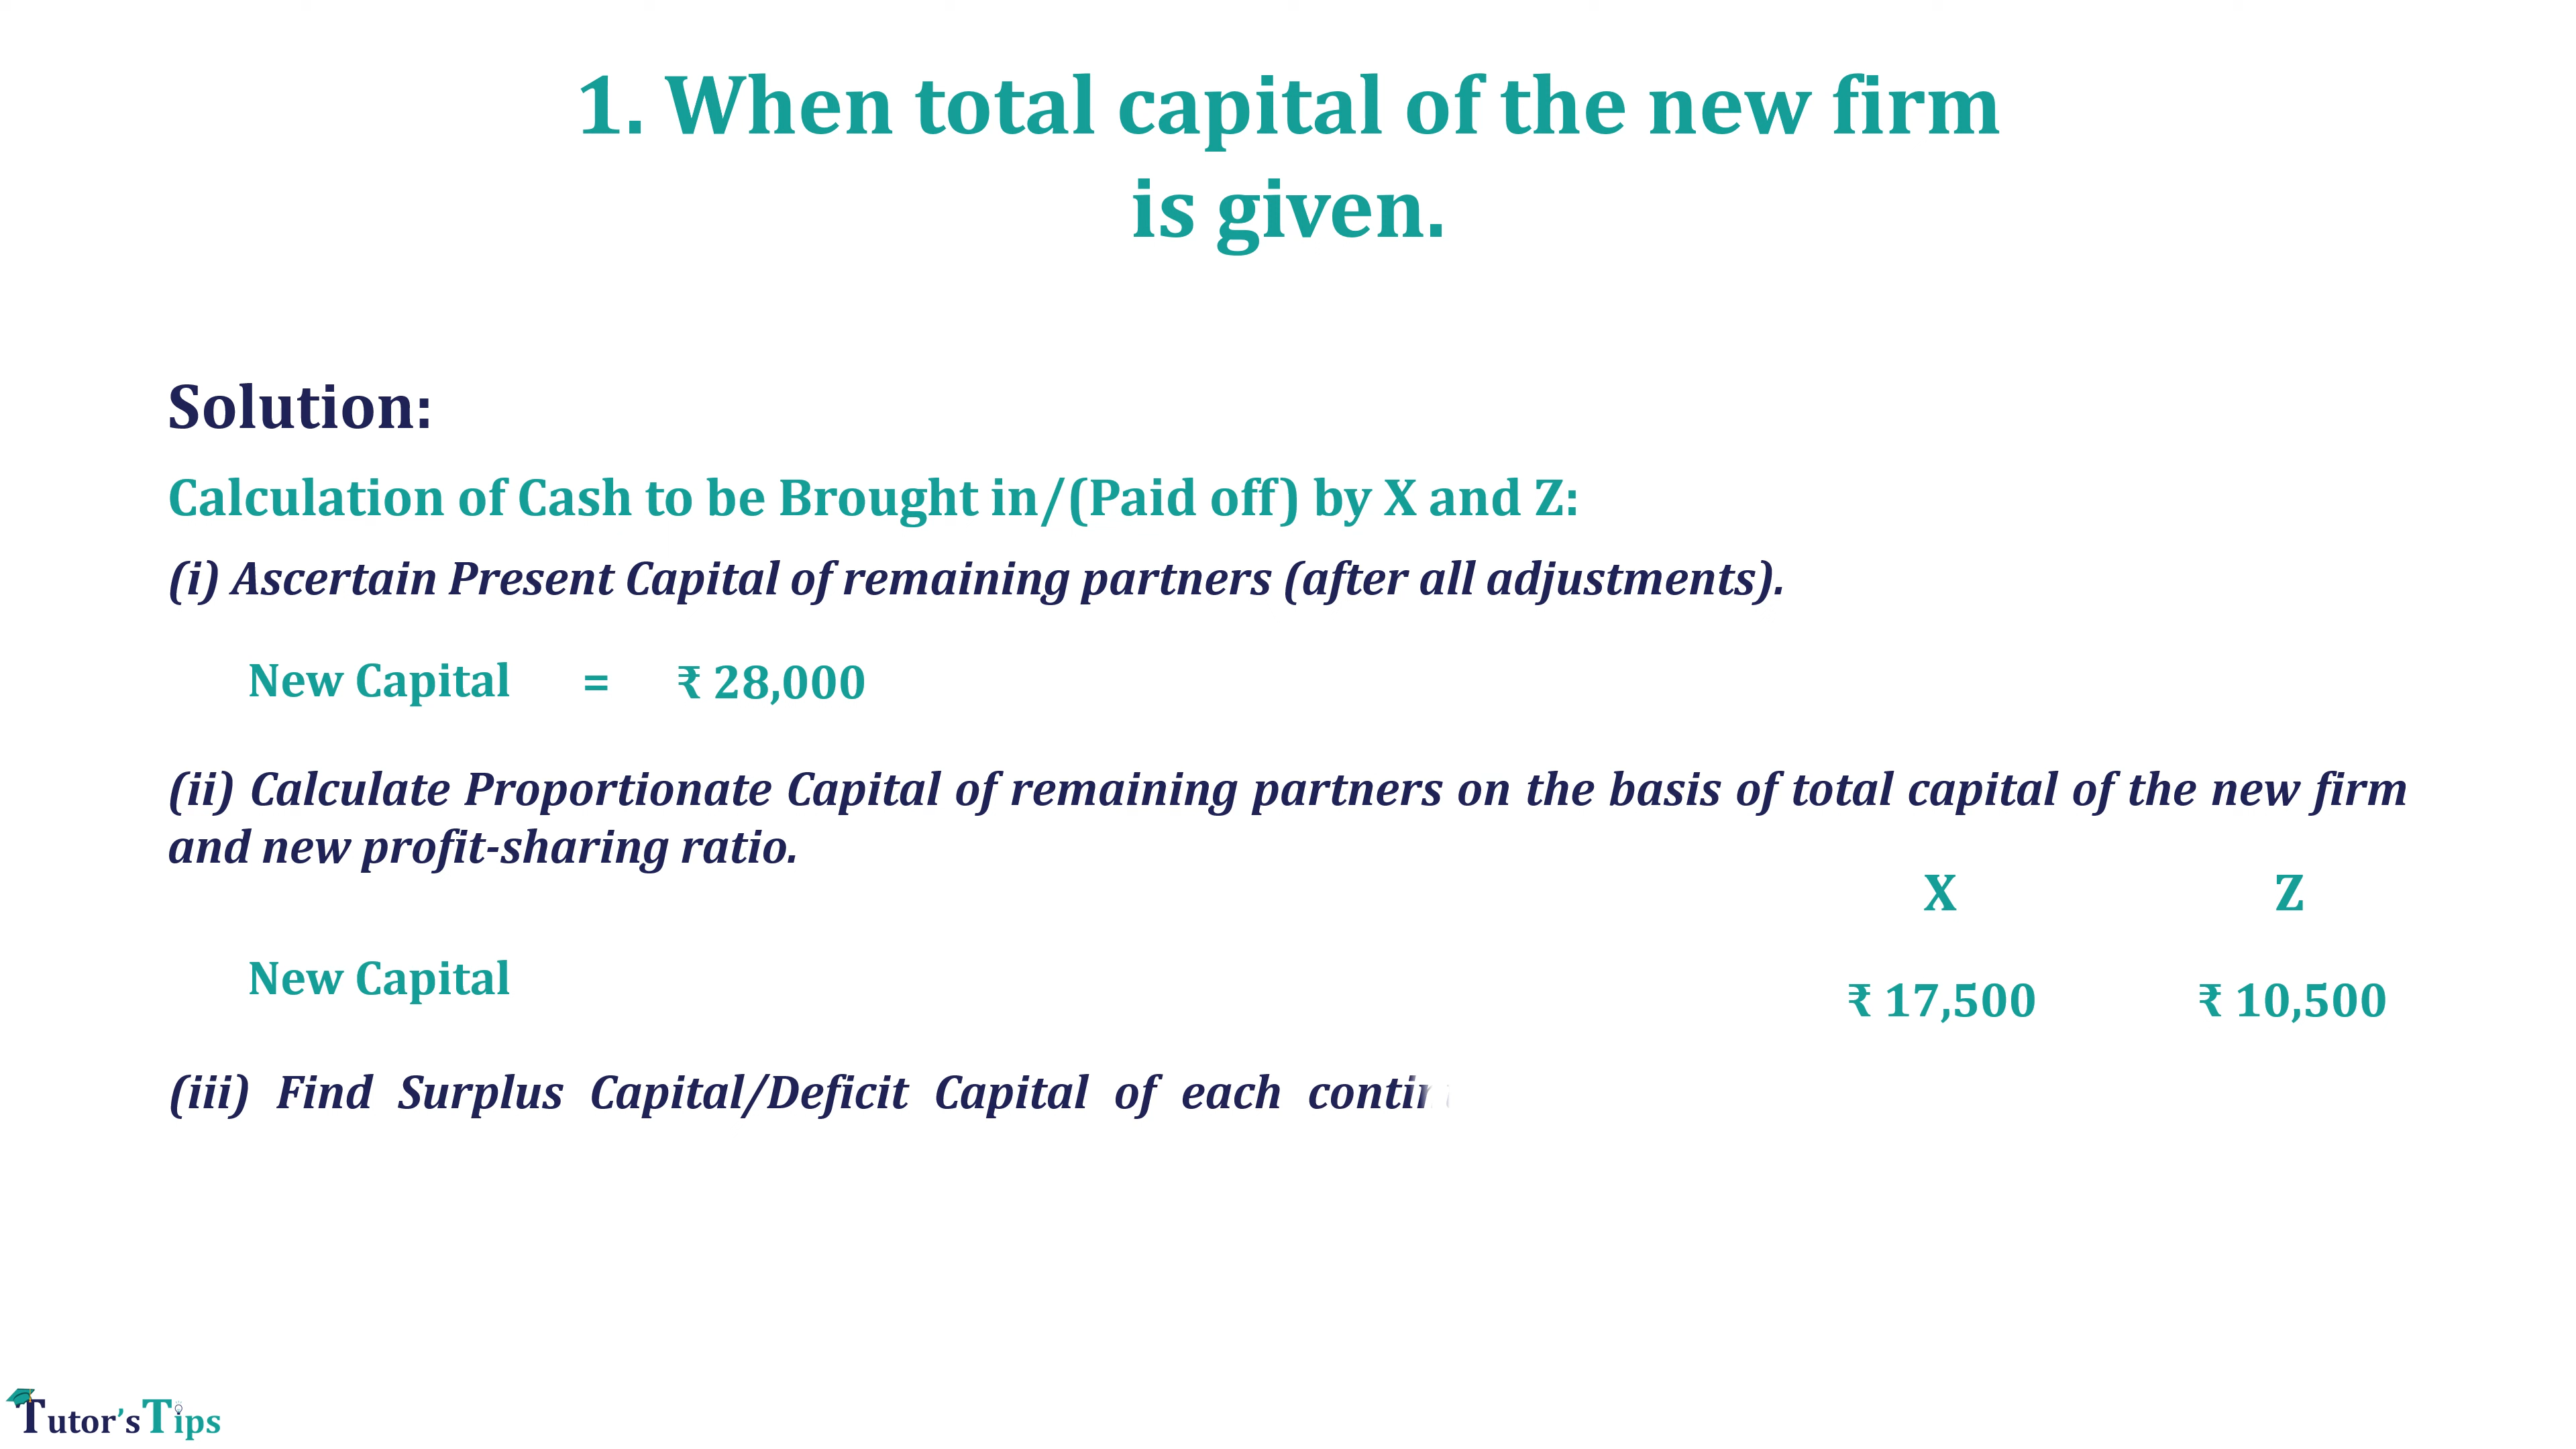 1. When total capital of the new firm
is given.
Solution:
Calculation of Cash to be Brought in/(Paid off) by X and Z:
(i) Ascertain Present Capital of remaining partners (after all adjustments).
New Capital = ₹ 28,000
(ii) Calculate Proportionate Capital of remaining partners on the basis of total capital of the new firm
and new profit-sharing ratio.
X Z
New Capital ₹ 17,500 ₹ 10,500
(iii) Find Surplus Capital/Deficit Capital of each
Tutor'sTips